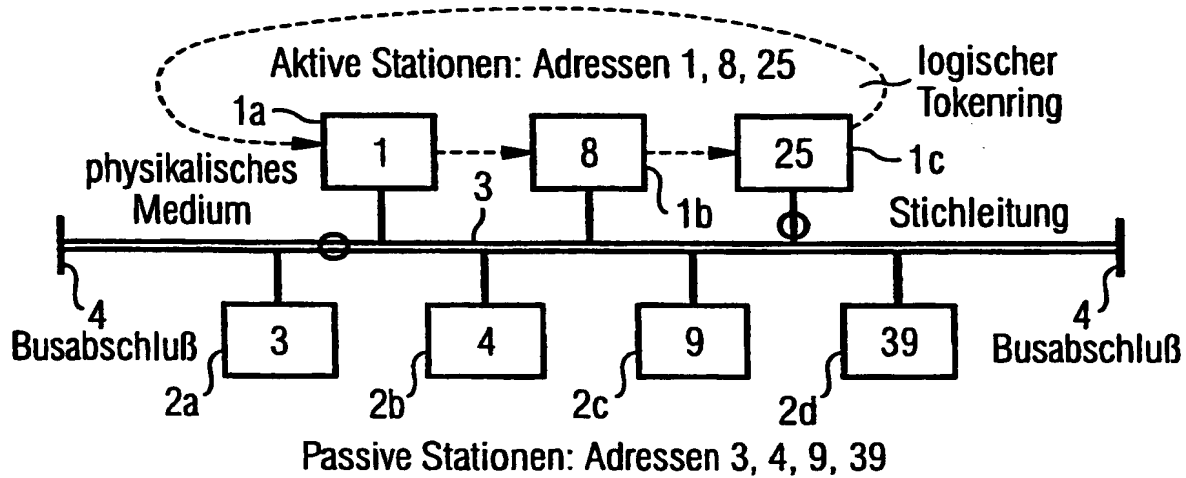 Aktive Stationen: Adressen 1, 8, 25
logischer
Tokenring
1a
1
8
25
1c
physikalisches
Medium
3
1b
Stichleitung
4
Busabschluß
3
4
9
39
4
Busabschluß
2a
2b
2c
2d
Passive Stationen: Adressen 3, 4, 9, 39